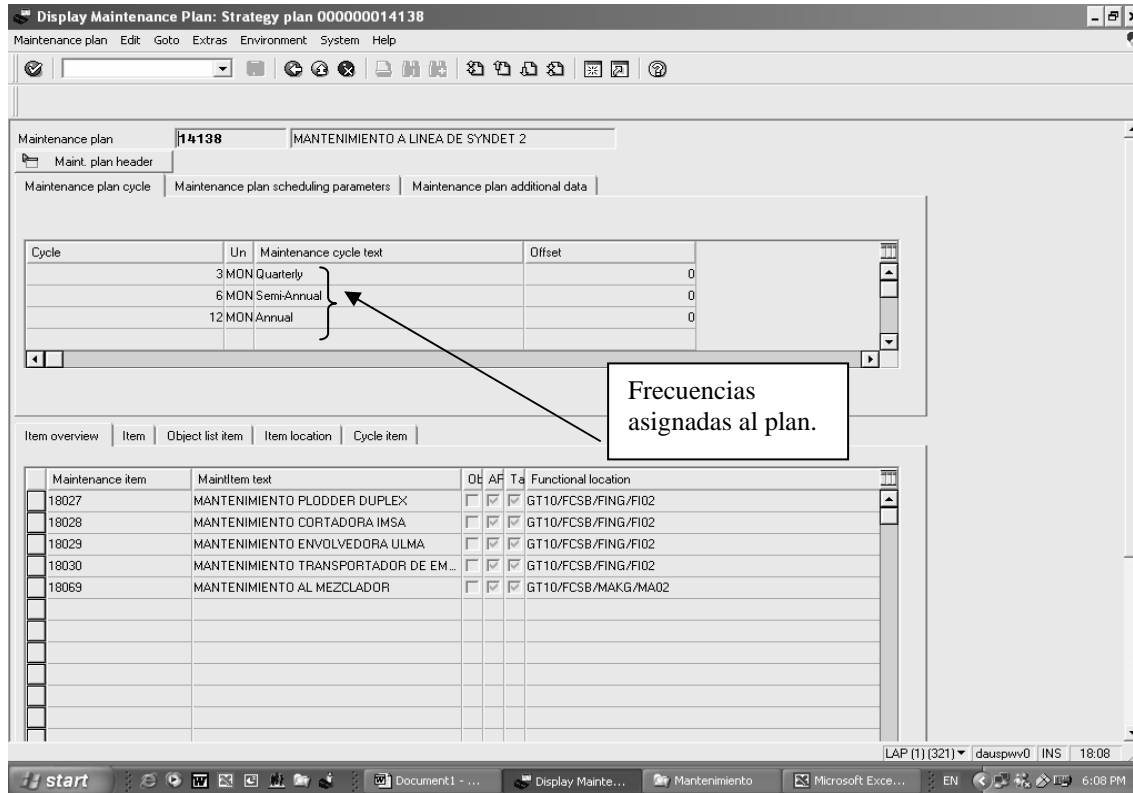 Display Maintenance Plan: Strategy plan 000000014138
Maintenance plan Edit Goto Extras Environment System Help
Maintenance plan 14138 MANTENIMIENTO A LINEA DE SYNDET 2
Maint. plan header
Maintenance plan cycle Maintenance plan scheduling parameters Maintenance plan additional data
Cycle Un Maintenance cycle text Offset
3 MON Quarterly 0
6 MON Semi-Annual 0
12 MON Annual 0
Frecuencias
asignadas al plan.
Item overview Item Object list item Item location Cycle item
Maintenance item MaintItem text Ob AF Ta Functional location
18027 MANTENIMIENTO PLODDER DUPLEX GT10/FCSB/FING/FI02
18028 MANTENIMIENTO CORTADORA IMSA GT10/FCSB/FING/FI02
18029 MANTENIMIENTO ENVOLVEDORA ULMA GT10/FCSB/FING/FI02
18030 MANTENIMIENTO TRANSPORTADOR DE EM... GT10/FCSB/FING/FI02
18069 MANTENIMIENTO AL MEZCLADOR GT10/FCSB/MAKG/MA02
LAP (1) (321) dauspwv0 INS 18:08
start Document1 - ... Display Mainte... Mantenimiento Microsoft Exce... EN 6:08 PM